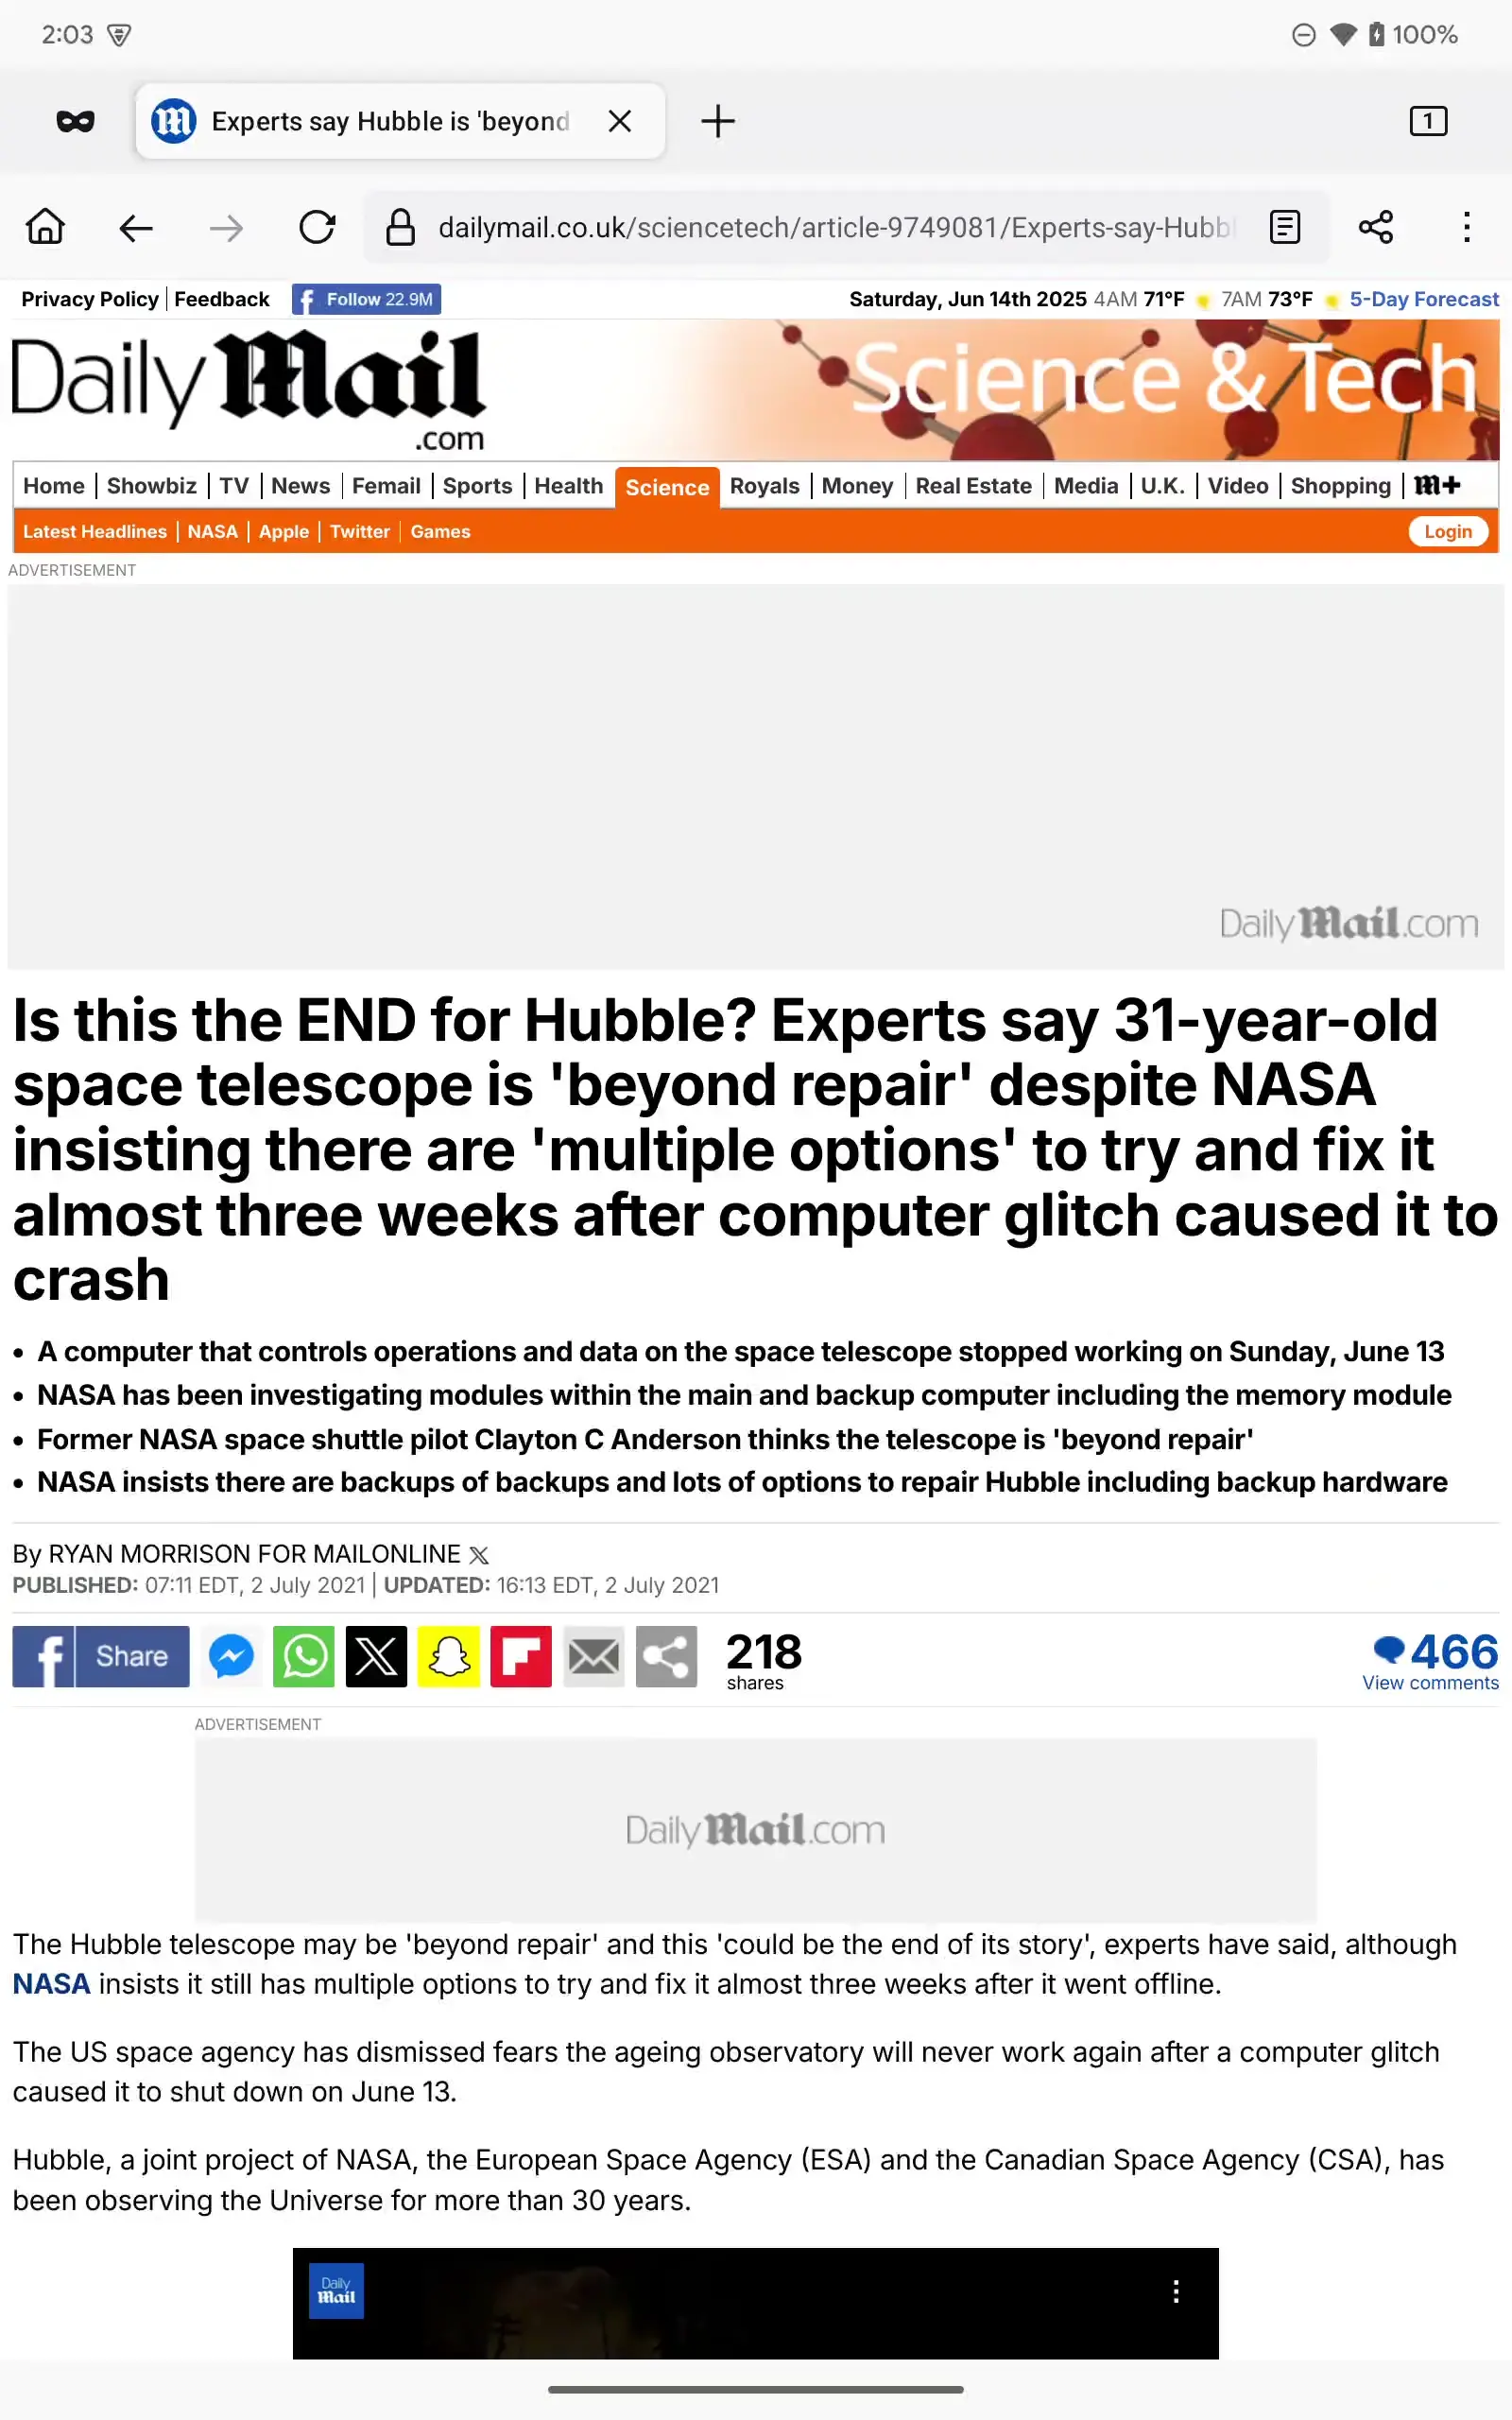 2:03
100%
Experts say Hubble is 'beyond
1
dailymail.co.uk/sciencetech/article-9749081/Experts-say-Hubbl
Privacy Policy Feedback Follow 22.9M Saturday, Jun 14th 2025 4AM 71°F 7AM 73°F 5-Day Forecast
Daily Mail .com
Science & Tech
Home Showbiz TV News Femail Sports Health Science Royals Money Real Estate Media U.K. Video Shopping m+
Latest Headlines NASA Apple Twitter Games Login
ADVERTISEMENT
Daily Mail.com
Is this the END for Hubble? Experts say 31-year-old
space telescope is 'beyond repair' despite NASA
insisting there are 'multiple options' to try and fix it
almost three weeks after computer glitch caused it to
crash
• A computer that controls operations and data on the space telescope stopped working on Sunday, June 13
• NASA has been investigating modules within the main and backup computer including the memory module
• Former NASA space shuttle pilot Clayton C Anderson thinks the telescope is 'beyond repair'
• NASA insists there are backups of backups and lots of options to repair Hubble including backup hardware
By RYAN MORRISON FOR MAILONLINE
PUBLISHED: 07:11 EDT, 2 July 2021 | UPDATED: 16:13 EDT, 2 July 2021
Share 218 shares 466 View comments
ADVERTISEMENT
Daily Mail.com
The Hubble telescope may be 'beyond repair' and this 'could be the end of its story', experts have said, although
NASA insists it still has multiple options to try and fix it almost three weeks after it went offline.
The US space agency has dismissed fears the ageing observatory will never work again after a computer glitch
caused it to shut down on June 13.
Hubble, a joint project of NASA, the European Space Agency (ESA) and the Canadian Space Agency (CSA), has
been observing the Universe for more than 30 years.
Daily Mail